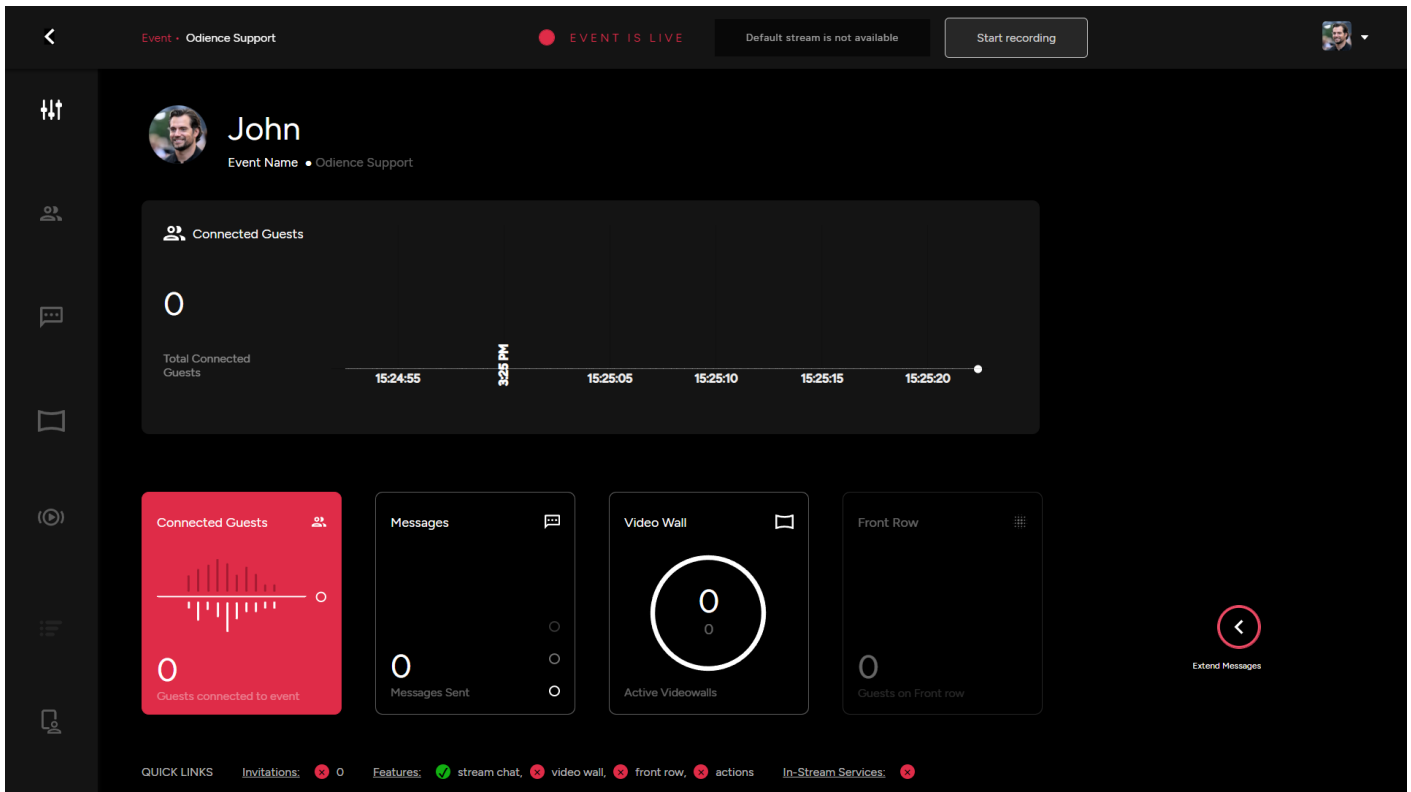 Event • Odience Support
EVENT IS LIVE
Default stream is not available
Start recording
John
Event Name • Odience Support
Connected Guests
0
Total Connected
Guests
15:24:55
3:25 PM
15:25:05
15:25:10
15:25:15
15:25:20
Connected Guests
0
Guests connected to event
Messages
0
Messages Sent
Video Wall
0
0
Active Videowalls
Front Row
0
Guests on Front row
Extend Messages
QUICK LINKS Invitations: 0 Features: stream chat, video wall, front row, actions In-Stream Services: